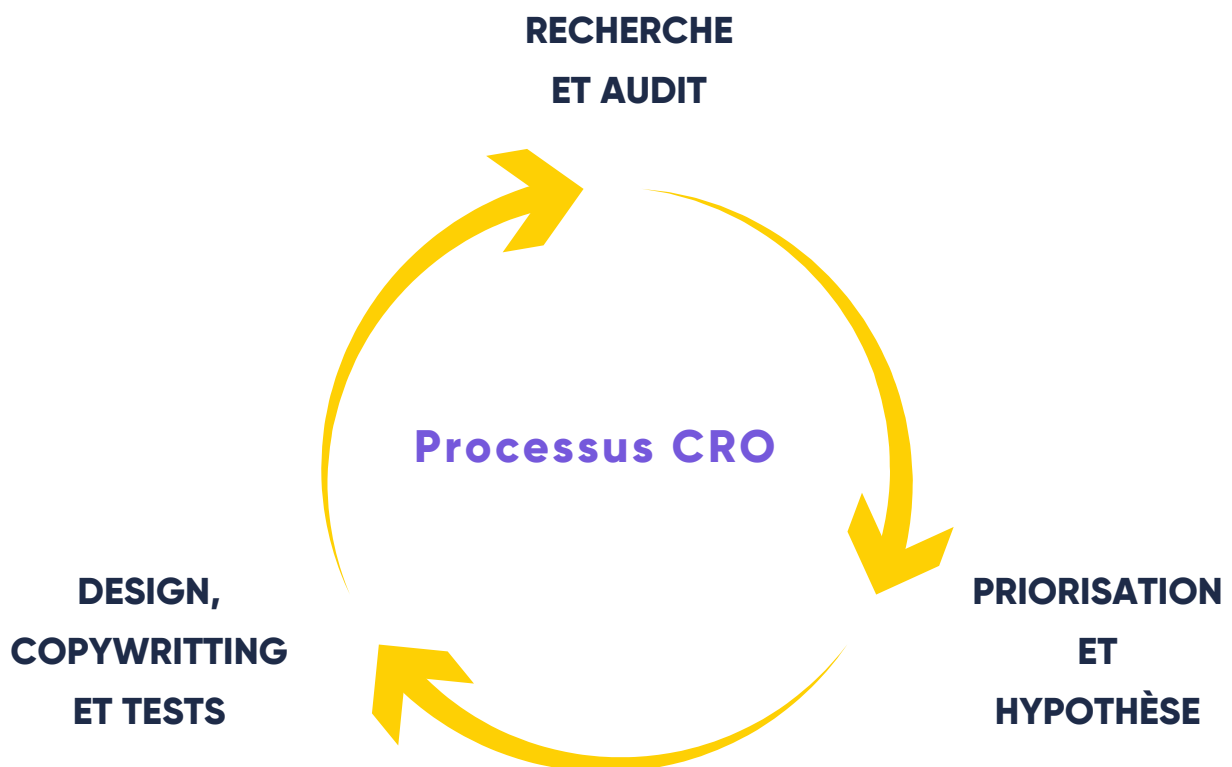 RECHERCHE
ET AUDIT
Processus CRO
DESIGN,
COPYWRITTING
ET TESTS
PRIORISATION
ET
HYPOTHÈSE